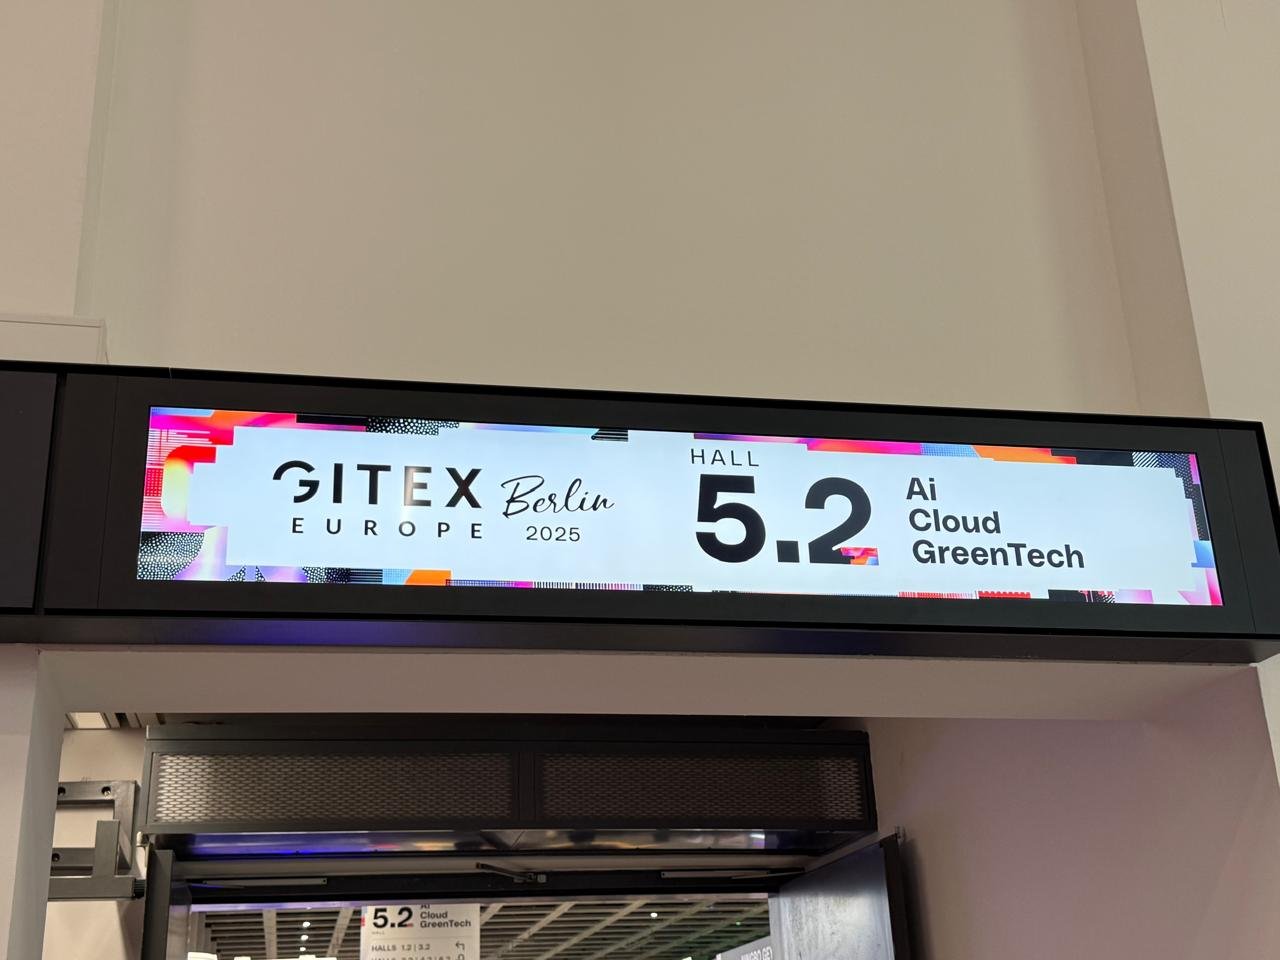 GITEX
EUROPE
Berlin
2025
HALL
5.2
Ai
Cloud
GreenTech
5.2
HALL
Ai
Cloud
GreenTech
HALLS 1.2 | 3.2